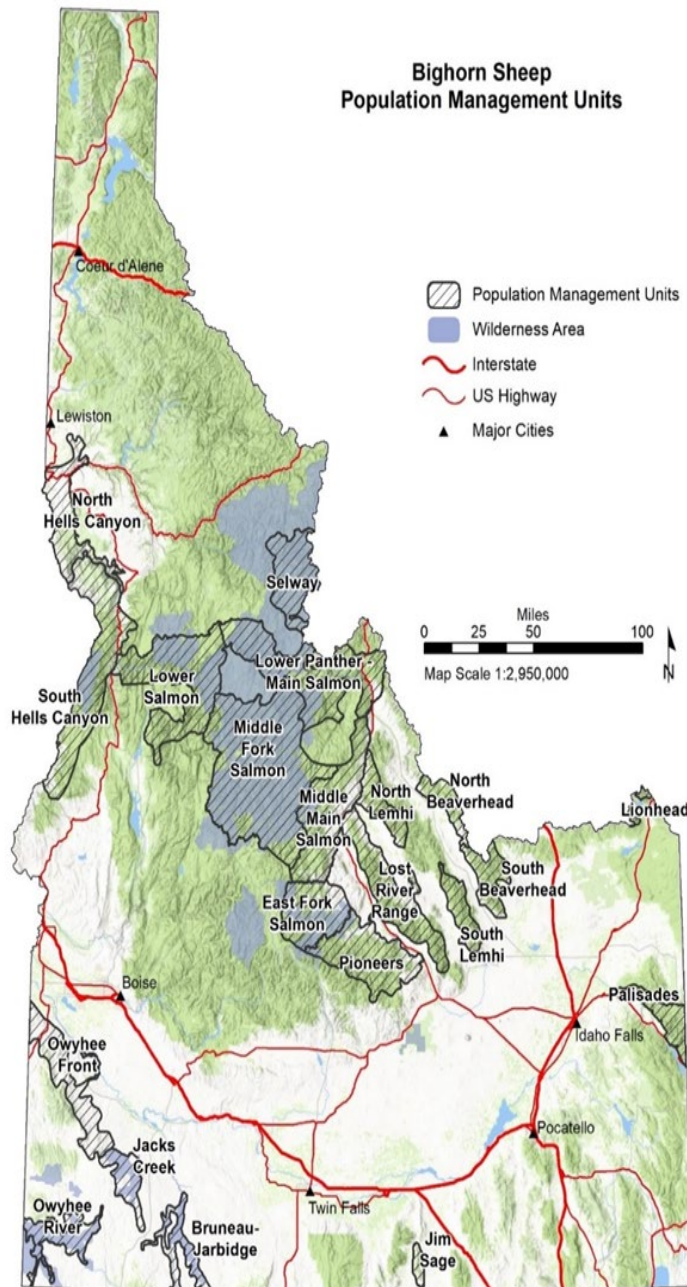 Bighorn Sheep
Population Management Units
Coeur d'Alene
Population Management Units
Wilderness Area
Interstate
US Highway
Major Cities
Lewiston
North
Hells Canyon
Selway
Miles
0 25 50 100
Map Scale 1:2,950,000
N
Lower Panther -
Main Salmon
Lower
Salmon
South
Hells Canyon
Middle
Fork
Salmon
Middle
Main
Salmon
North
Lemhi
North
Beaverhead
Lionhead
Lost
River
Range
South
Beaverhead
East Fork
Salmon
South
Lemhi
Pioneers
Boise
Palisades
Idaho Falls
Owyhee
Front
Pocatello
Jacks
Creek
Twin Falls
Owyhee
River
Bruneau-
Jarbidge
Jim
Sage